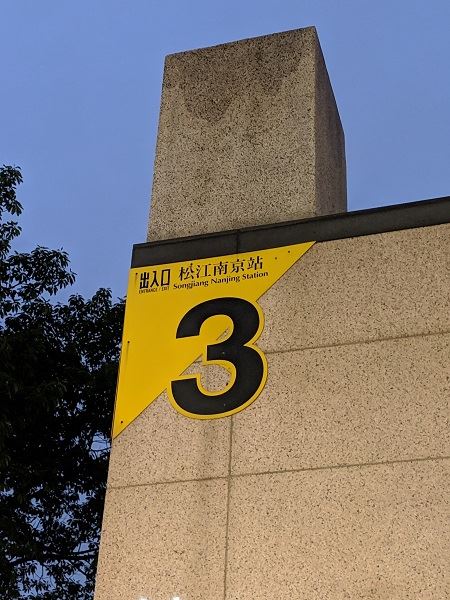 出入口 松江南京站
ENTRANCE / EXIT Songjiang Nanjing Station
3